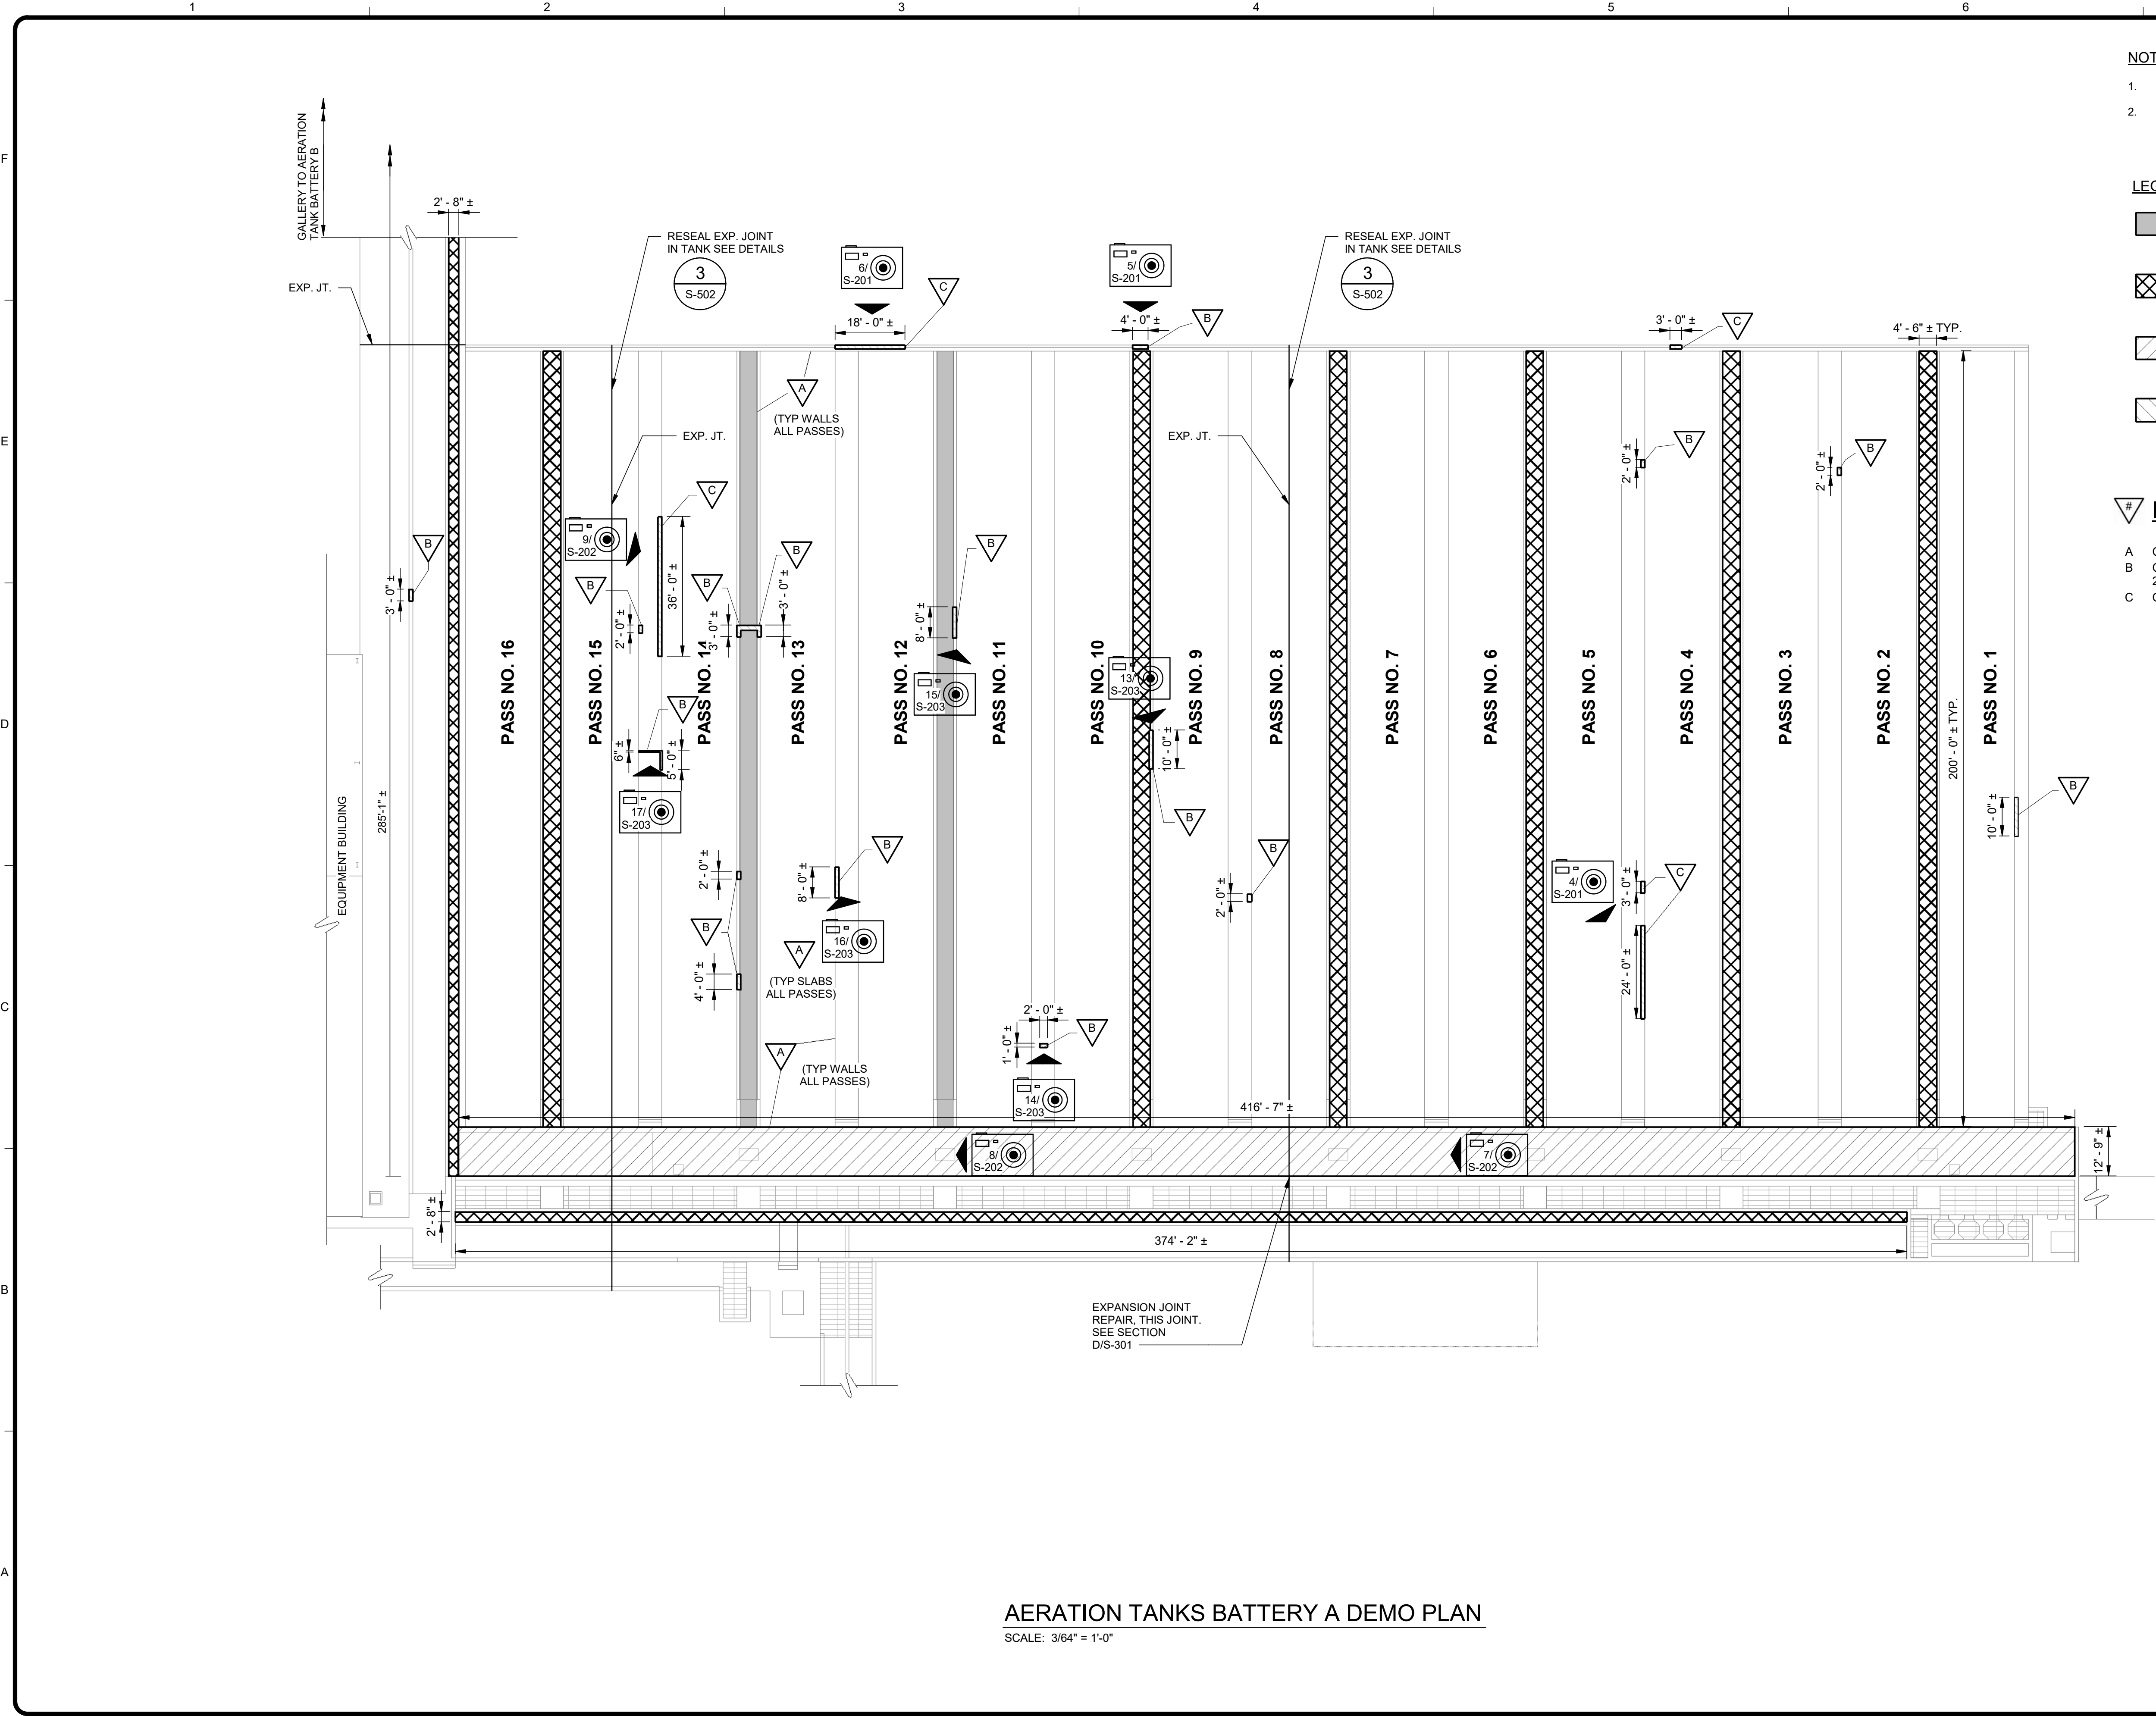 1
2
3
4
5
6
F
E
D
C
B
A
NOT
1.
2.
LEG
#
A
B
2
C
GALLERY TO AERATION
TANK BATTERY B
2' - 8" ±
RESEAL EXP. JOINT
IN TANK SEE DETAILS
3
S-502
EXP. JT.
6/
S-201
C
18' - 0" ±
5/
S-201
4' - 0" ±
B
RESEAL EXP. JOINT
IN TANK SEE DETAILS
3
S-502
3' - 0" ±
C
4' - 6" ± TYP.
A
(TYP WALLS
ALL PASSES)
EXP. JT.
EXP. JT.
2' - 0" ±
B
2' - 0" ±
B
C
9/
S-202
36' - 0" ±
B
3' - 0" ±
B
2' - 0" ±
B
3' - 0" ±
B
3' - 0" ±
B
8' - 0" ±
15/
S-203
13/
S-203
PASS NO. 16
PASS NO. 15
PASS NO. 14
PASS NO. 13
PASS NO. 12
PASS NO. 11
PASS NO. 10
PASS NO. 9
PASS NO. 8
PASS NO. 7
PASS NO. 6
PASS NO. 5
PASS NO. 4
PASS NO. 3
PASS NO. 2
PASS NO. 1
200' - 0" ± TYP.
B
6" ±
5' - 0" ±
17/
S-203
10' - 0" ±
B
285'-1" ±
EQUIPMENT BUILDING
10' - 0" ±
B
2' - 0" ±
B
4' - 0" ±
8' - 0" ±
B
16/
S-203
2' - 0" ±
B
4/
S-201
3' - 0" ±
C
24' - 0" ±
A
(TYP SLABS
ALL PASSES)
2' - 0" ±
1' - 0" ±
B
14/
S-203
A
(TYP WALLS
ALL PASSES)
416' - 7" ±
8/
S-202
7/
S-202
12' - 9" ±
2' - 8" ±
374' - 2" ±
EXPANSION JOINT
REPAIR, THIS JOINT.
SEE SECTION
D/S-301
AERATION TANKS BATTERY A DEMO PLAN
SCALE: 3/64" = 1'-0"